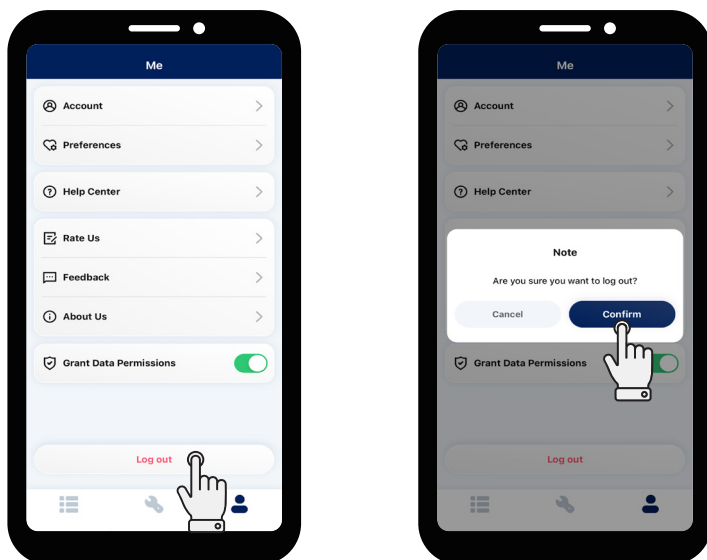 Me
Account
Preferences
Help Center
Rate Us
Feedback
About Us
Grant Data Permissions
Log out
Me
Account
Preferences
Help Center
Note
Are you sure you want to log out?
Cancel
Confirm
Grant Data Permissions
Log out